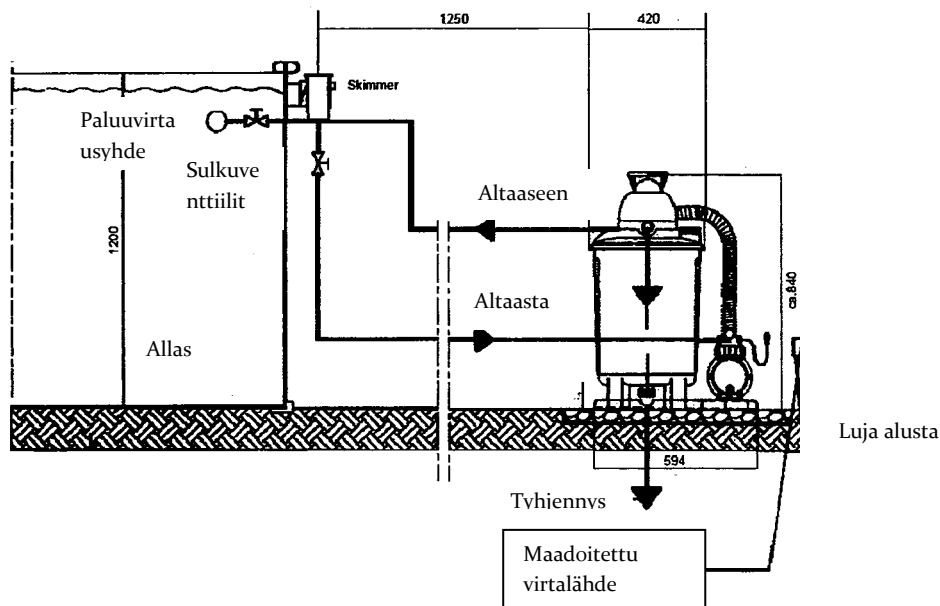 1250
420
Skimmer
Paluuvirta
usyhde
Sulkuve
nttiilit
Altaaseen
1200
ca.840
Altaasta
Allas
Luja alusta
594
Tyhjennys
Maadoitettu
virtalähde